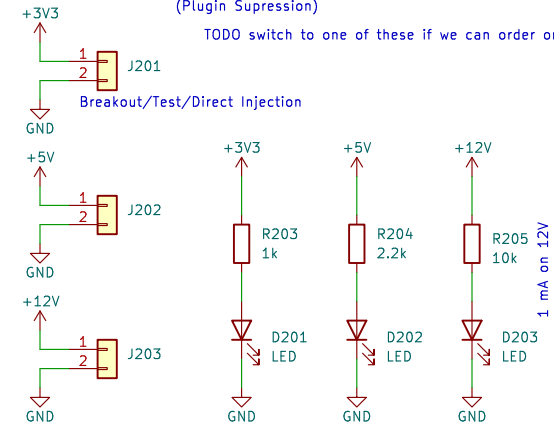 (Plugin Supression)
TODO switch to one of these if we can order
+3V3
1
2
J201
GND
Breakout/Test/Direct Injection
+5V
1
2
J202
GND
+12V
1
2
J203
GND
+3V3
R203
1k
D201
LED
GND
+5V
R204
2.2k
D202
LED
GND
+12V
R205
10k
D203
LED
GND
1 mA on 12V